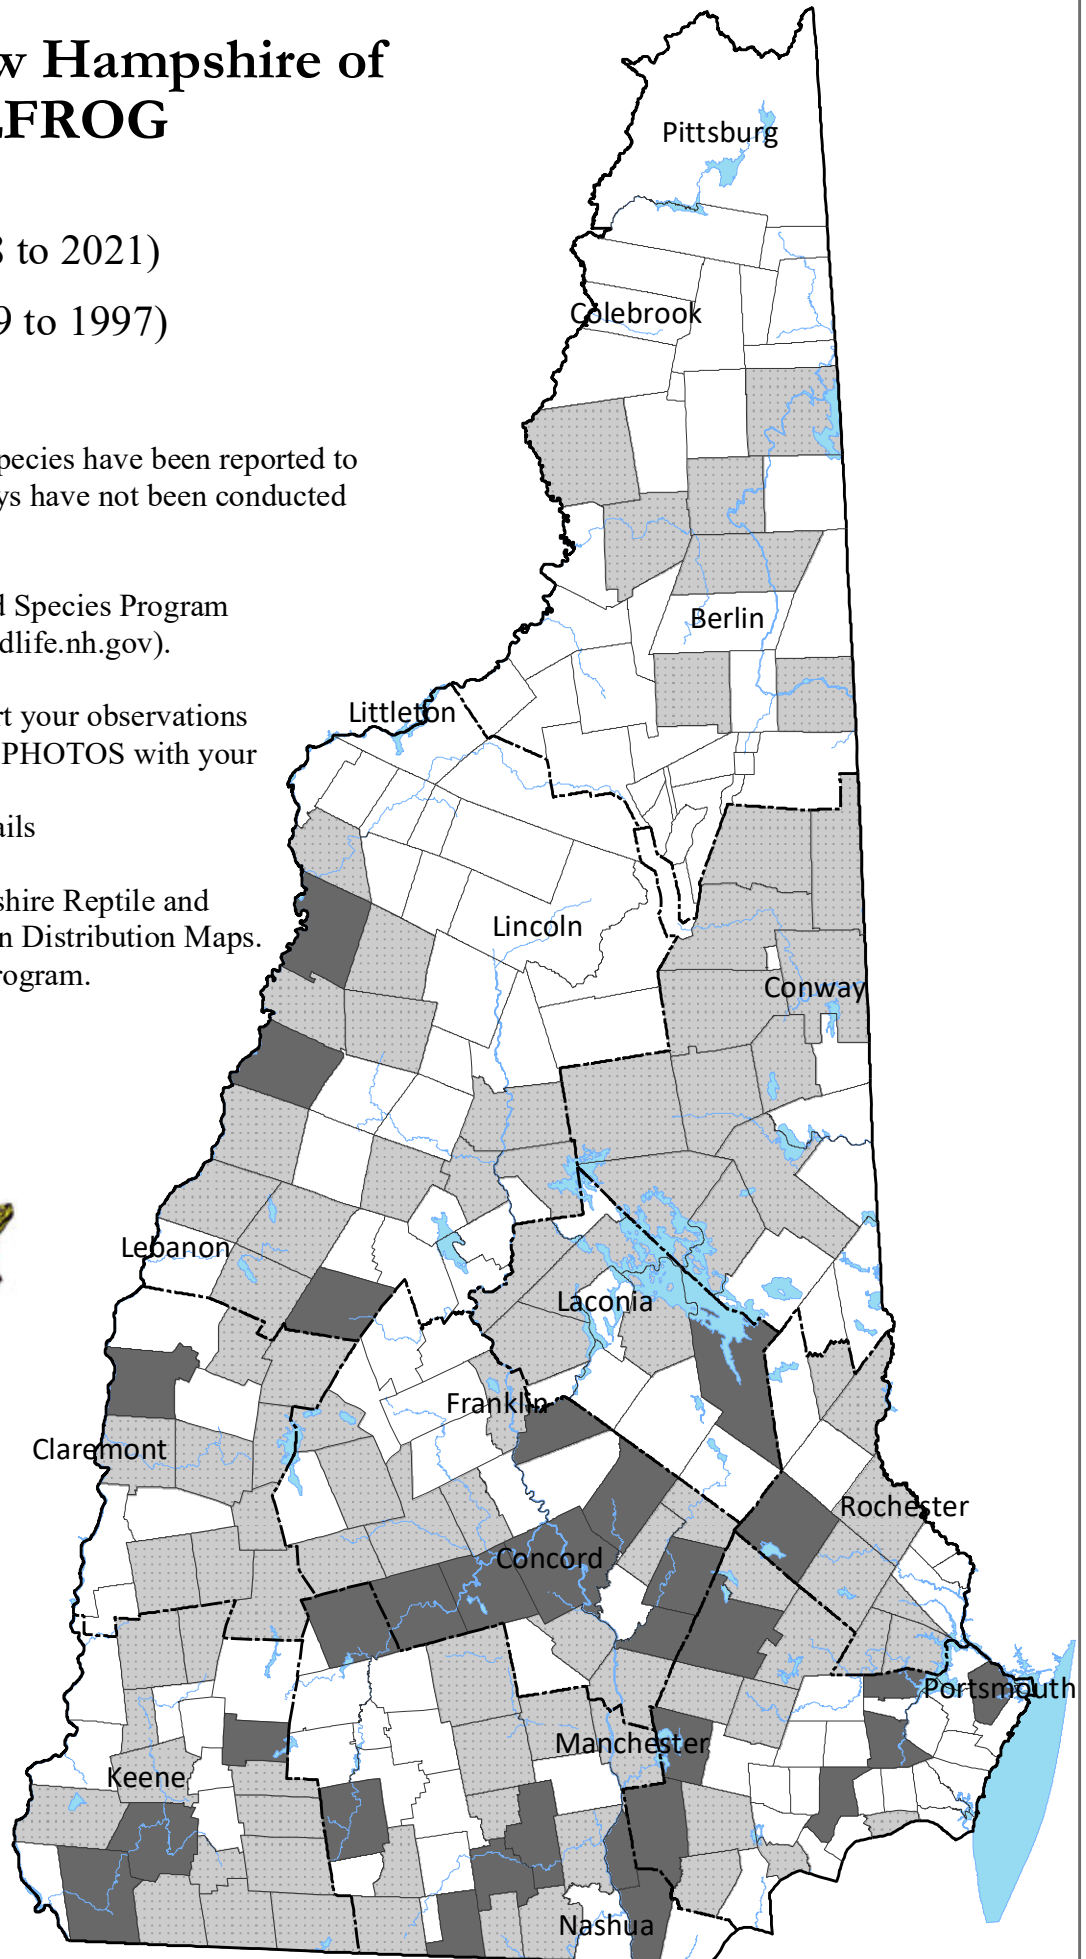 w Hampshire of
LFROG
8 to 2021)
9 to 1997)
pecies have been reported to
ys have not been conducted
d Species Program
dlife.nh.gov).
rt your observations
PHOTOS with your
ails
shire Reptile and
n Distribution Maps.
rogram.
Pittsburg
Colebrook
Berlin
Littleton
Lincoln
Conway
Lebanon
Laconia
Franklin
Claremont
Rochester
Concord
Portsmouth
Manchester
Keene
Nashua